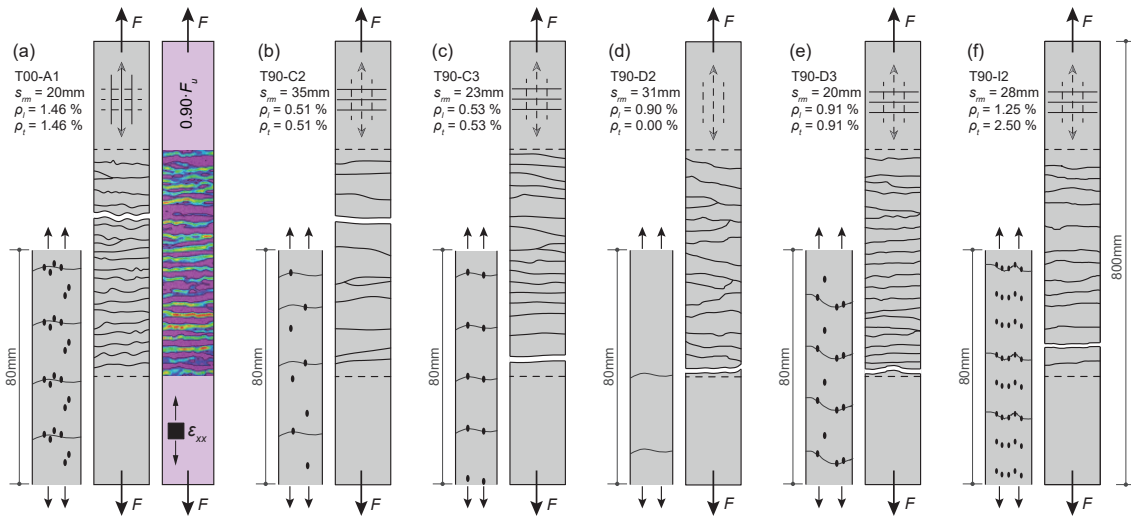 F
F
F
F
F
F
F
(a)
T00-A1
s_rm = 20mm
ρ_l = 1.46 %
ρ_t = 1.46 %
0.90·F_u
(b)
T90-C2
s_rm = 35mm
ρ_l = 0.51 %
ρ_t = 0.51 %
(c)
T90-C3
s_rm = 23mm
ρ_l = 0.53 %
ρ_t = 0.53 %
(d)
T90-D2
s_rm = 31mm
ρ_l = 0.90 %
ρ_t = 0.00 %
(e)
T90-D3
s_rm = 20mm
ρ_l = 0.91 %
ρ_t = 0.91 %
(f)
T90-I2
s_rm = 28mm
ρ_l = 1.25 %
ρ_t = 2.50 %
800mm
80mm
80mm
80mm
80mm
80mm
80mm
ε_xx
F
F
F
F
F
F
F